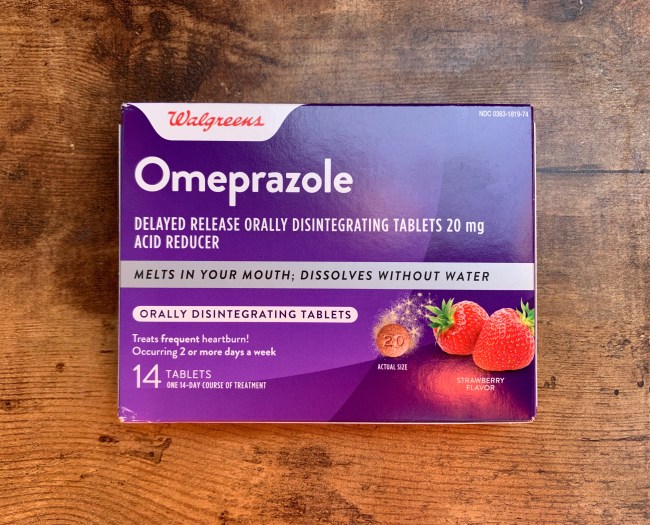 Walgreens
NDC 0363-1819-74
Omeprazole
DELAYED RELEASE ORALLY DISINTEGRATING TABLETS 20 mg
ACID REDUCER
MELTS IN YOUR MOUTH; DISSOLVES WITHOUT WATER
ORALLY DISINTEGRATING TABLETS
Treats frequent heartburn!
Occurring 2 or more days a week
14 TABLETS
ONE 14-DAY COURSE OF TREATMENT
20
ACTUAL SIZE
STRAWBERRY
FLAVOR